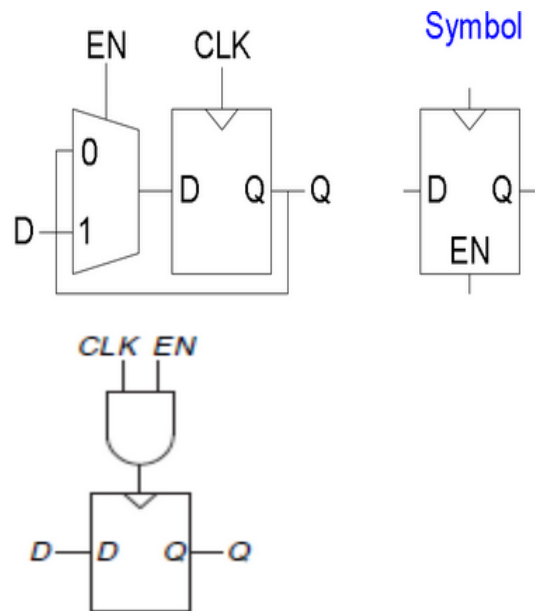 Symbol
EN CLK
0
D Q Q
D Q
D 1
EN
CLK EN
D D Q Q